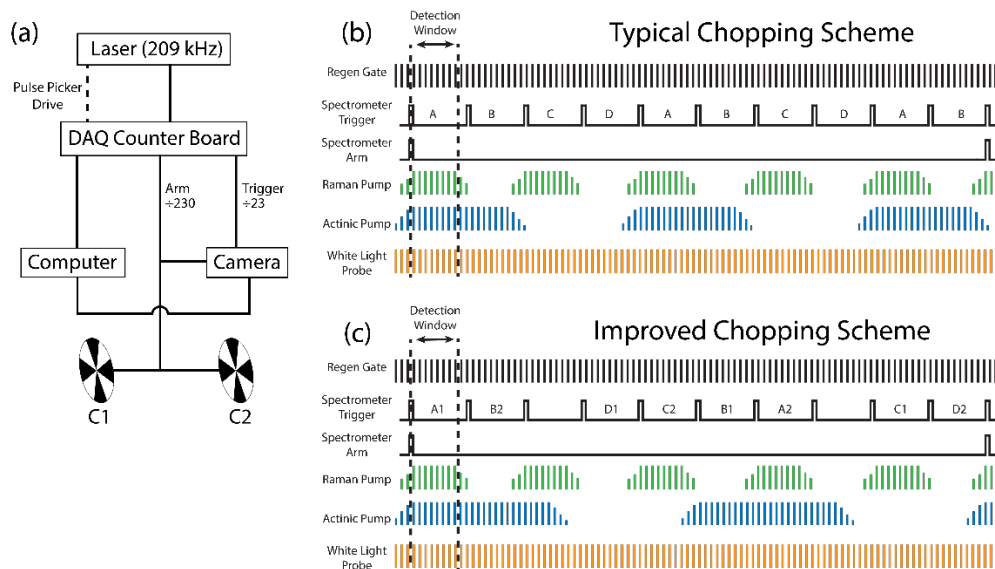 (a)
Laser (209 kHz)
Pulse Picker
Drive
DAQ Counter Board
Arm
÷230
Trigger
÷23
Computer
Camera
C1
C2
(b)
Detection
Window
Typical Chopping Scheme
Regen Gate
Spectrometer
Trigger
A B C D A B C D A B
Spectrometer
Arm
Raman Pump
Actinic Pump
White Light
Probe
(c)
Detection
Window
Improved Chopping Scheme
Regen Gate
Spectrometer
Trigger
A1 B2 D1 C2 B1 A2 C1 D2
Spectrometer
Arm
Raman Pump
Actinic Pump
White Light
Probe